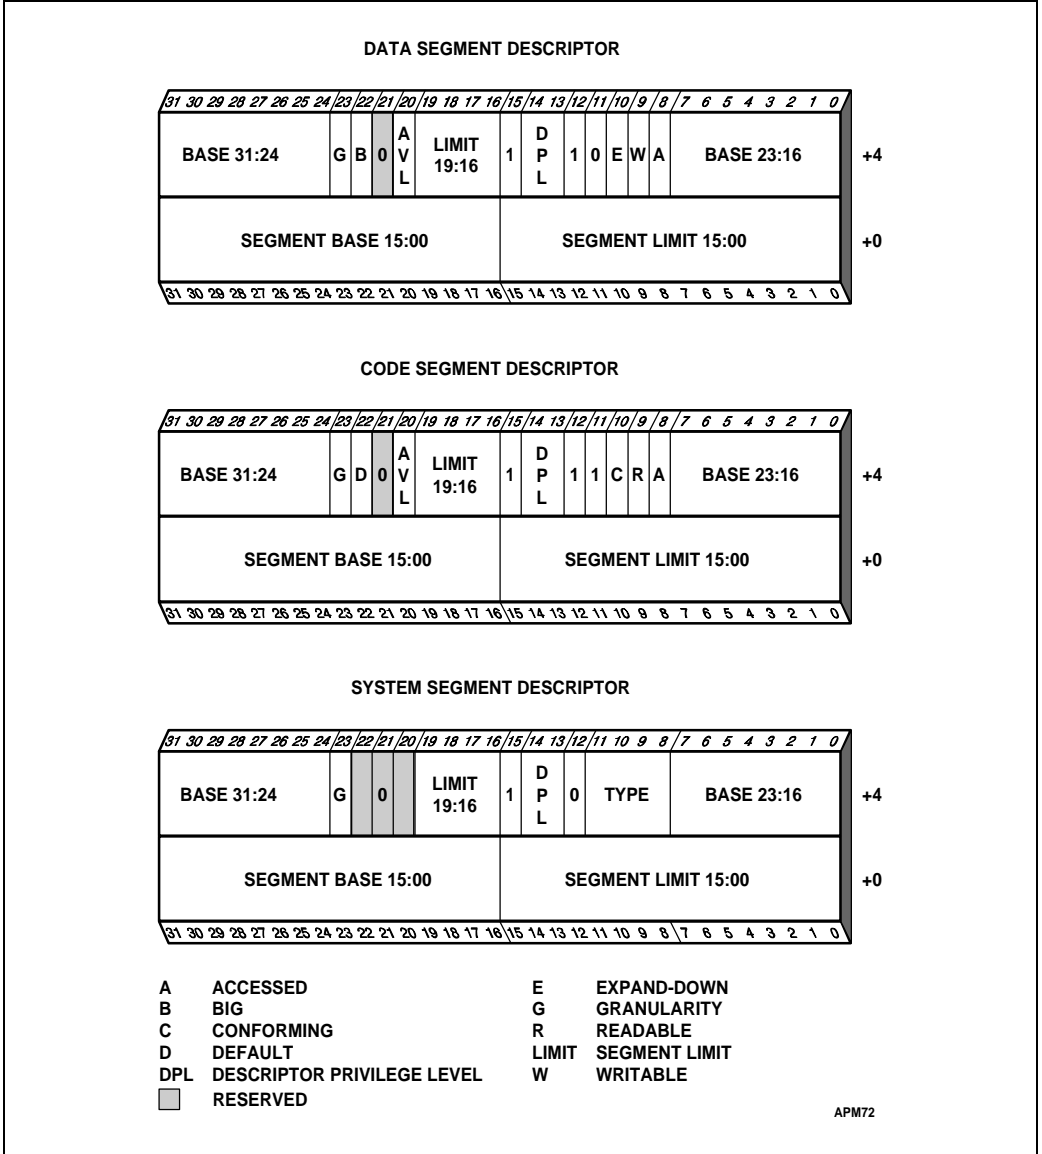 DATA SEGMENT DESCRIPTOR
31 30 29 28 27 26 25 24 23 22 21 20 19 18 17 16 15 14 13 12 11 10 9 8 7 6 5 4 3 2 1 0
BASE 31:24 G B 0 AVL LIMIT 19:16 1 DPL 1 0 E W A BASE 23:16 +4
SEGMENT BASE 15:00 SEGMENT LIMIT 15:00 +0
31 30 29 28 27 26 25 24 23 22 21 20 19 18 17 16 15 14 13 12 11 10 9 8 7 6 5 4 3 2 1 0
CODE SEGMENT DESCRIPTOR
31 30 29 28 27 26 25 24 23 22 21 20 19 18 17 16 15 14 13 12 11 10 9 8 7 6 5 4 3 2 1 0
BASE 31:24 G D 0 AVL LIMIT 19:16 1 DPL 1 1 C R A BASE 23:16 +4
SEGMENT BASE 15:00 SEGMENT LIMIT 15:00 +0
31 30 29 28 27 26 25 24 23 22 21 20 19 18 17 16 15 14 13 12 11 10 9 8 7 6 5 4 3 2 1 0
SYSTEM SEGMENT DESCRIPTOR
31 30 29 28 27 26 25 24 23 22 21 20 19 18 17 16 15 14 13 12 11 10 9 8 7 6 5 4 3 2 1 0
BASE 31:24 G 0 LIMIT 19:16 1 DPL 0 TYPE BASE 23:16 +4
SEGMENT BASE 15:00 SEGMENT LIMIT 15:00 +0
31 30 29 28 27 26 25 24 23 22 21 20 19 18 17 16 15 14 13 12 11 10 9 8 7 6 5 4 3 2 1 0
A ACCESSED E EXPAND-DOWN
B BIG G GRANULARITY
C CONFORMING R READABLE
D DEFAULT LIMIT SEGMENT LIMIT
DPL DESCRIPTOR PRIVILEGE LEVEL W WRITABLE
RESERVED
APM72